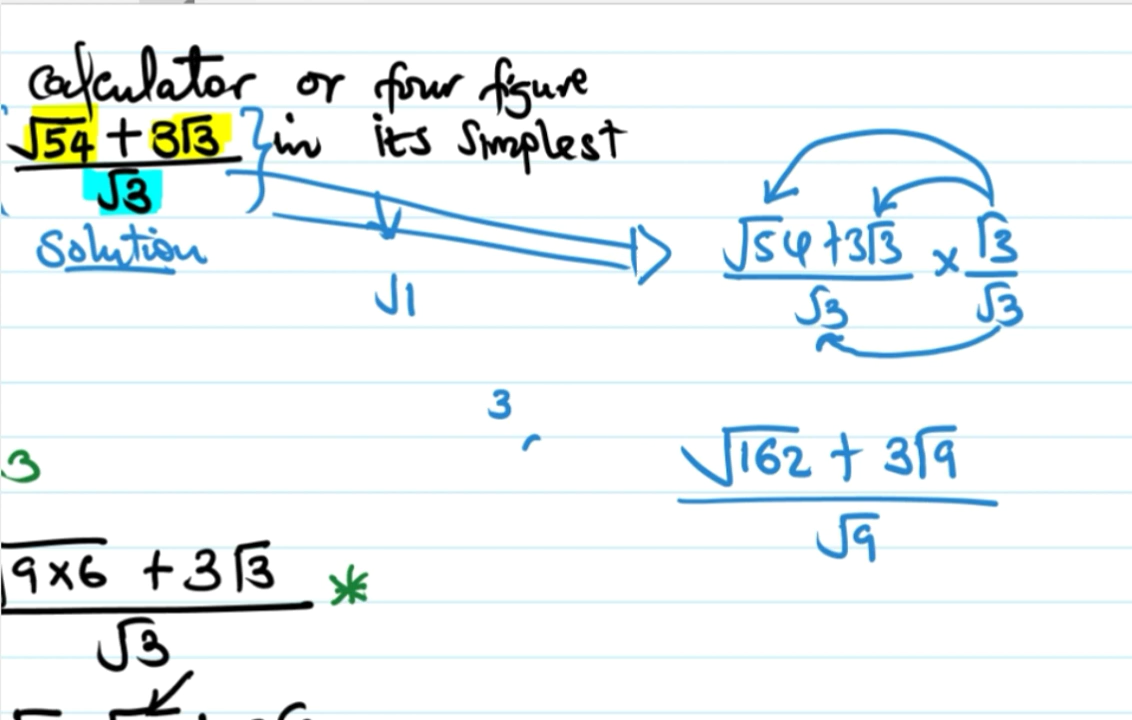 calculator or four figure
√54 + 3√3 } in its Simplest
√3
Solution
√54 + 3√3 × √3
√3 √3
√1
3
√162 + 3√9
√9
3
√9×6 + 3√3 *
√3